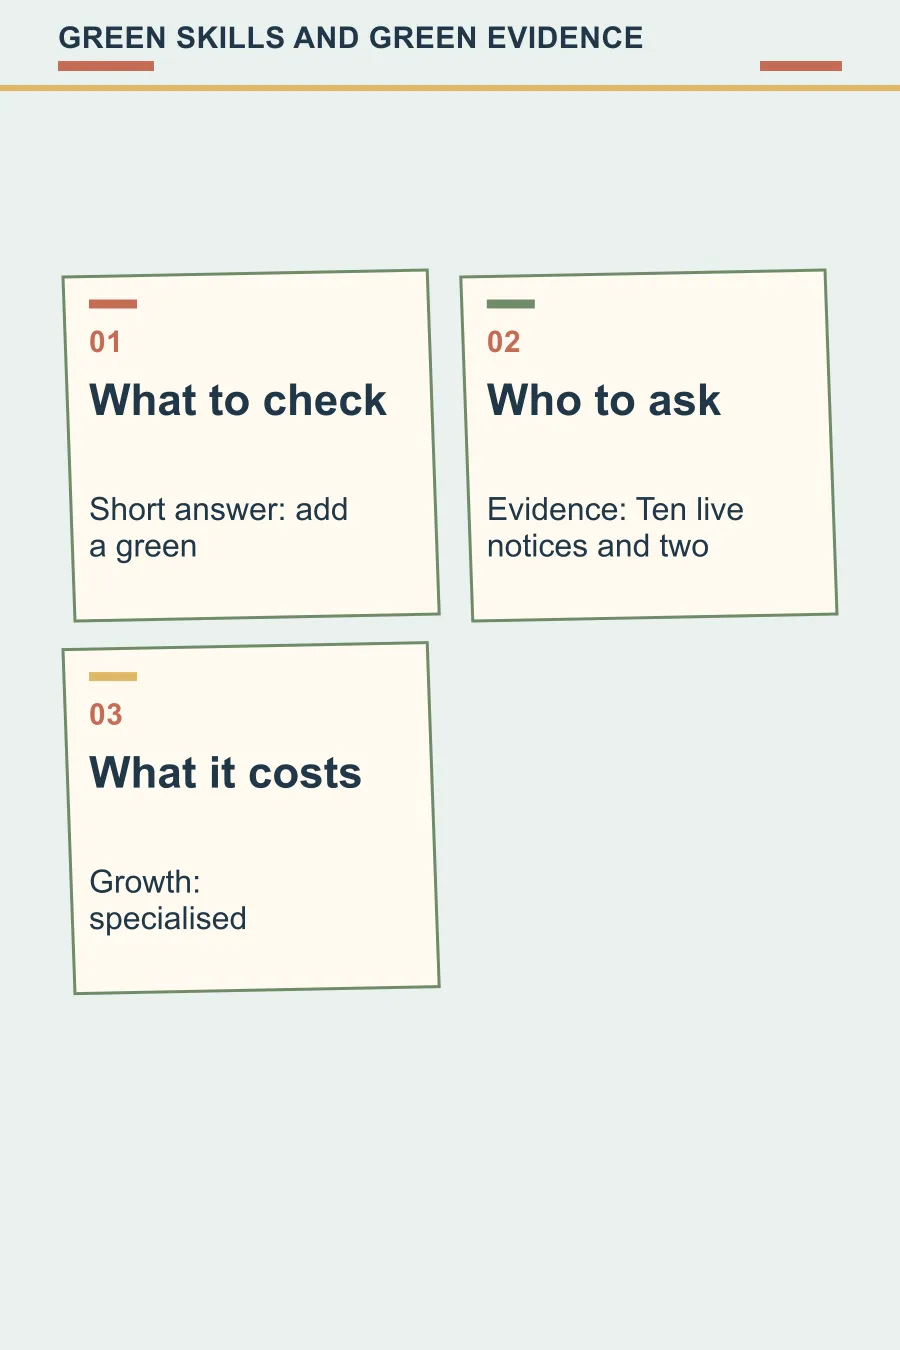 GREEN SKILLS AND GREEN EVIDENCE
01
What to check
Short answer: add
a green
02
Who to ask
Evidence: Ten live
notices and two
03
What it costs
Growth:
specialised